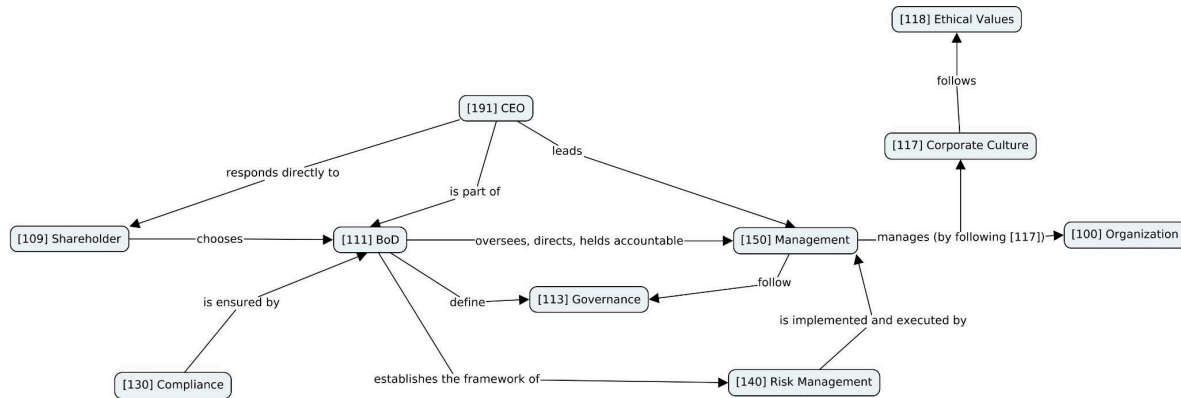 [118] Ethical Values
follows
[191] CEO
[117] Corporate Culture
responds directly to
leads
is part of
[109] Shareholder
chooses
[111] BoD
oversees, directs, helds accountable
[150] Management
manages (by following [117])
[100] Organization
follow
is ensured by
define
[113] Governance
is implemented and executed by
[130] Compliance
establishes the framework of
[140] Risk Management